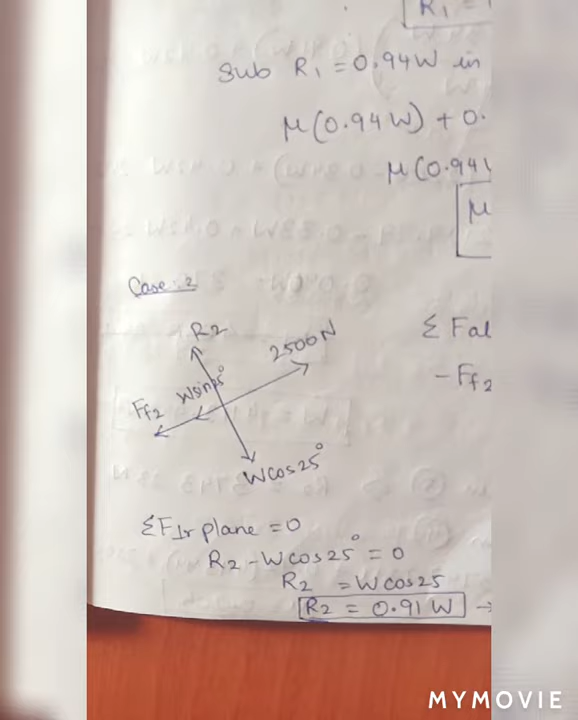 R1 =
Sub R1 = 0.94W in
μ(0.94W) + 0.
μ(0.94
μ
Case: 2
R2
2500N
Wsin25°
Ff2
Wcos25°
Σ Fal
-Ff2
ΣF⊥r plane = 0
R2 - Wcos25° = 0
R2 = Wcos25
R2 = 0.91W →
MYMOVIE